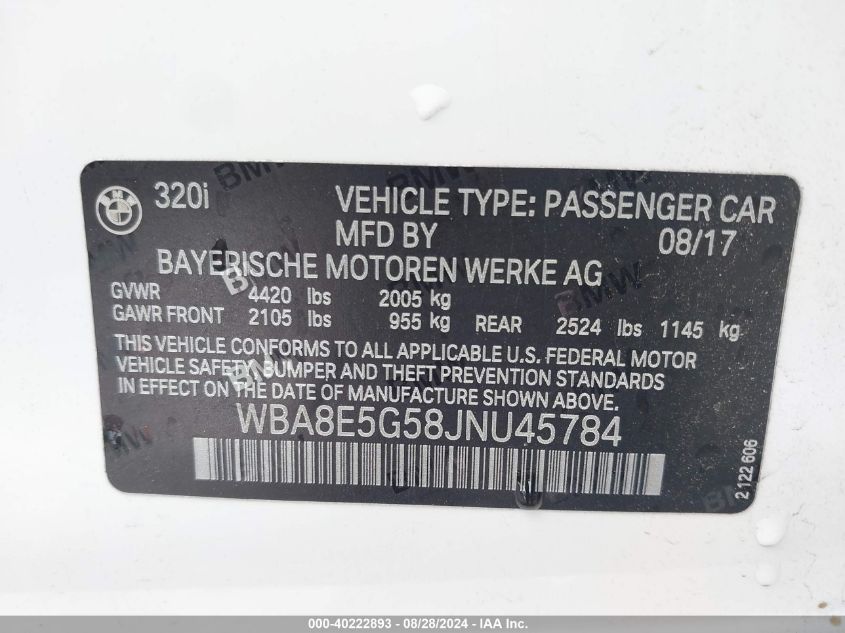 BMW 320i VEHICLE TYPE: PASSENGER CAR
MFD BY 08/17
BAYERISCHE MOTOREN WERKE AG
GVWR 4420 lbs 2005 kg
GAWR FRONT 2105 lbs 955 kg REAR 2524 lbs 1145 kg
THIS VEHICLE CONFORMS TO ALL APPLICABLE U.S. FEDERAL MOTOR
VEHICLE SAFETY, BUMPER AND THEFT PREVENTION STANDARDS
IN EFFECT ON THE DATE OF MANUFACTURE SHOWN ABOVE.
WBA8E5G58JNU45784
2122606
000-40222893 - 08/28/2024 - IAA Inc.